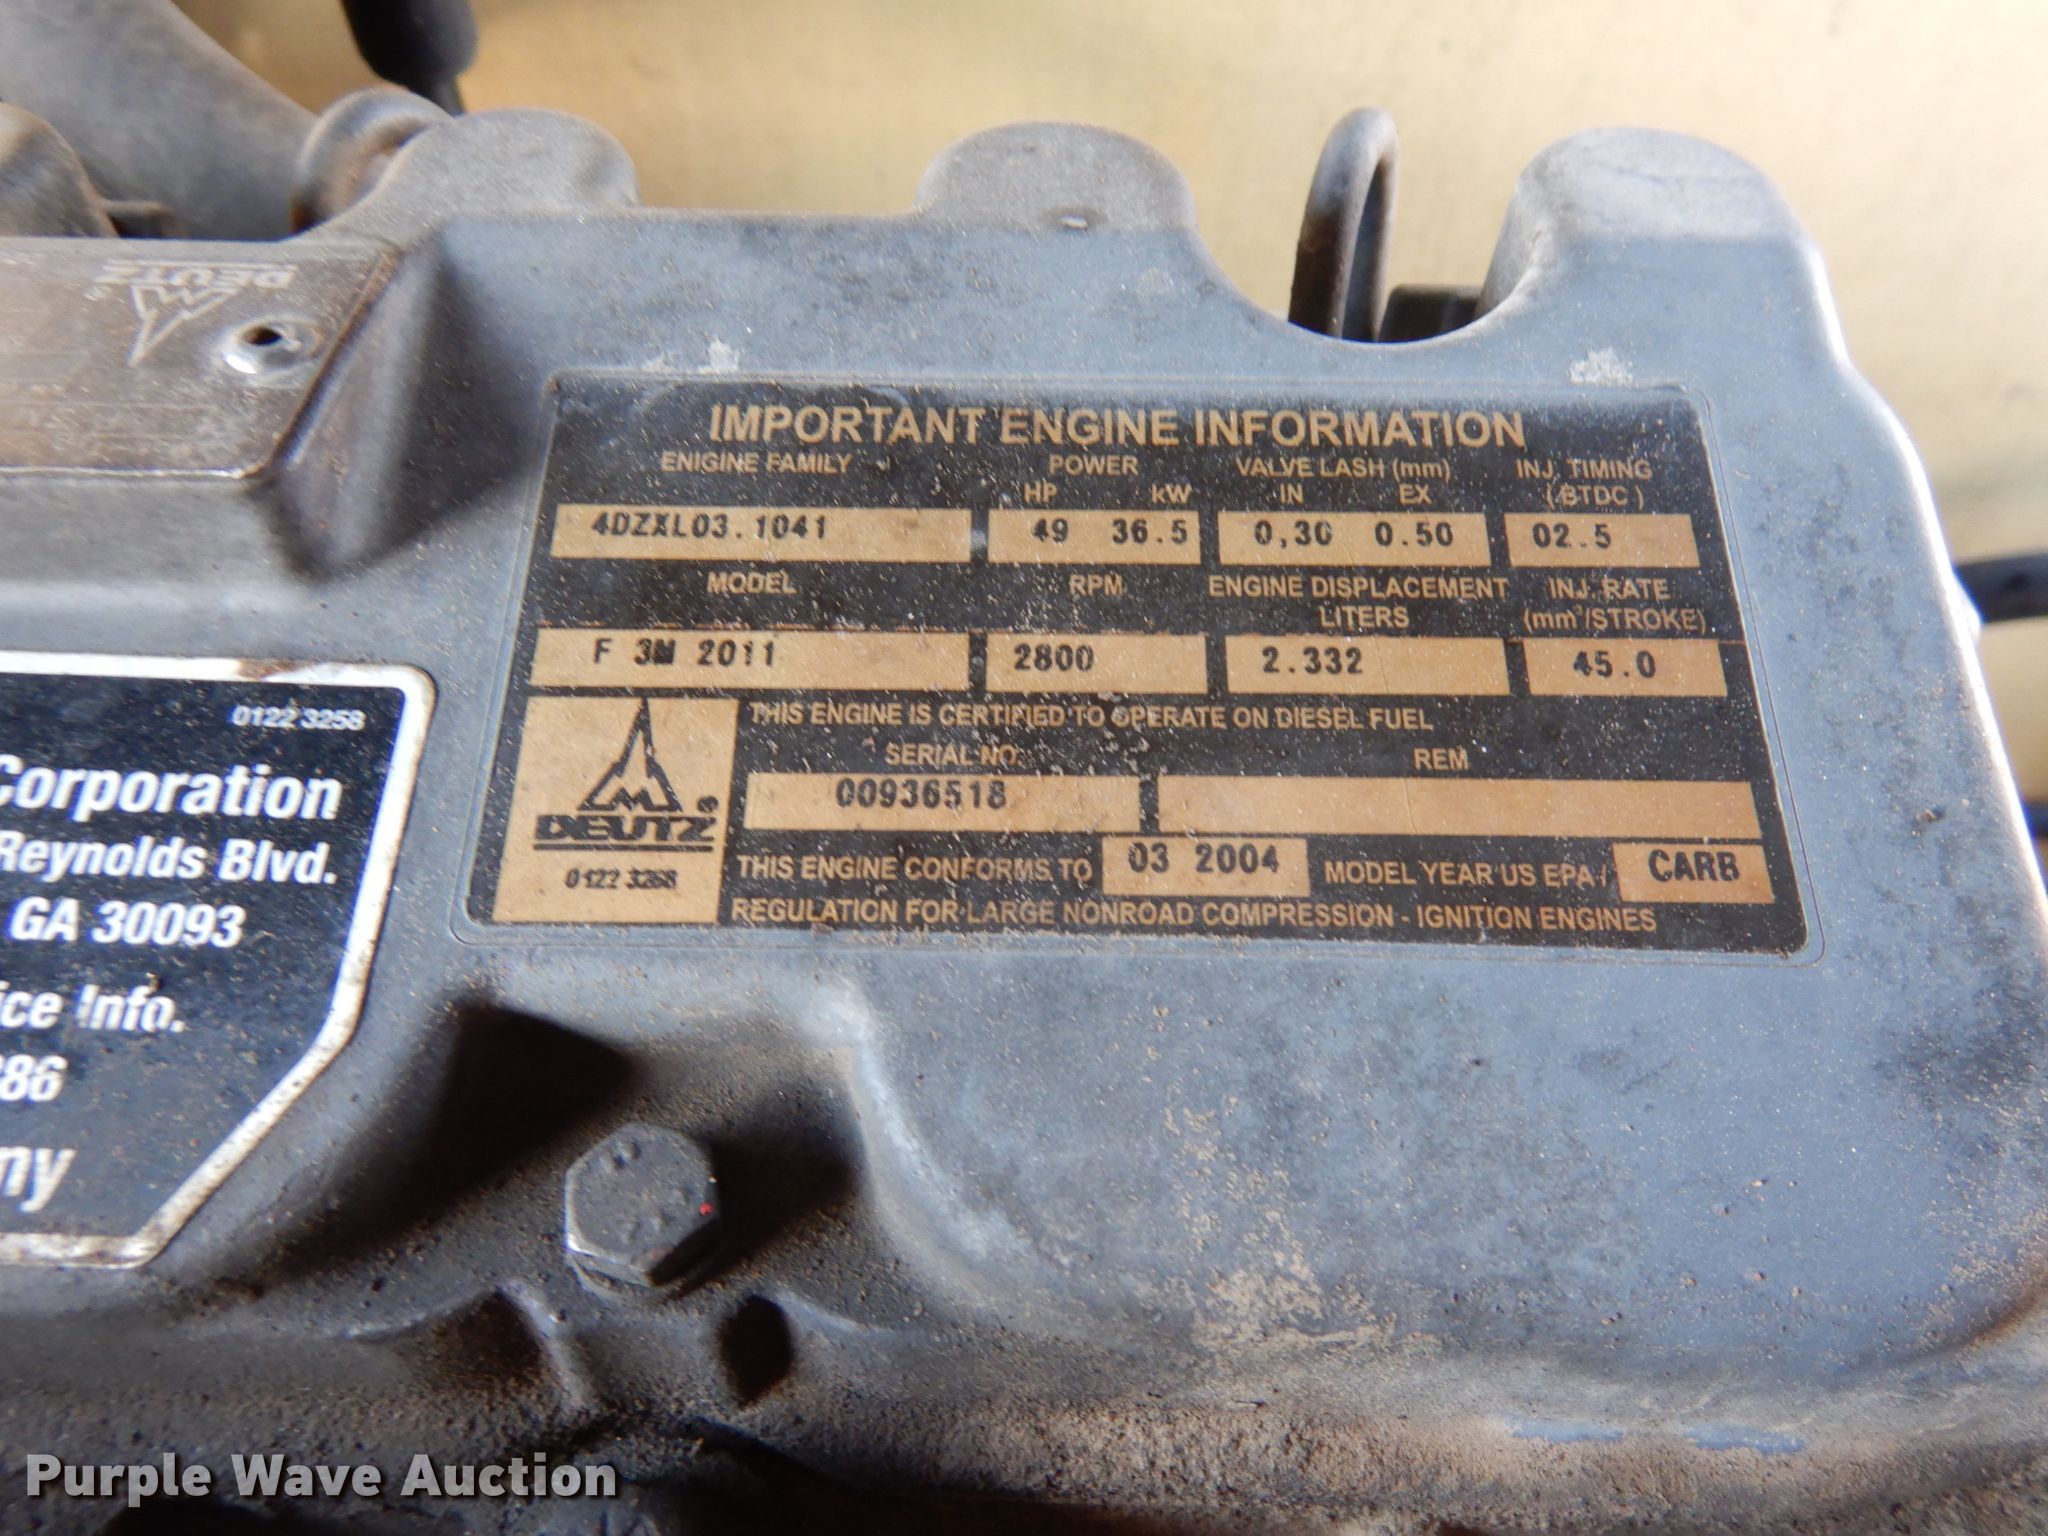 DEUTZ
IMPORTANT ENGINE INFORMATION
ENIGINE FAMILY POWER VALVE LASH (mm) INJ. TIMING
HP kW IN EX (BTDC)
4DZXL03.1041 49 36.5 0,30 0.50 02.5
MODEL RPM ENGINE DISPLACEMENT INJ. RATE
LITERS (mm³/STROKE)
F 3M 2011 2800 2.332 45.0
THIS ENGINE IS CERTIFIED TO OPERATE ON DIESEL FUEL
SERIAL NO. REM
00936518
DEUTZ®
0122 3258
THIS ENGINE CONFORMS TO 03 2004 MODEL YEAR US EPA / CARB
REGULATION FOR LARGE NONROAD COMPRESSION - IGNITION ENGINES
0122 3258
Corporation
Reynolds Blvd.
GA 30093
ice Info.
86
ny
Purple Wave Auction